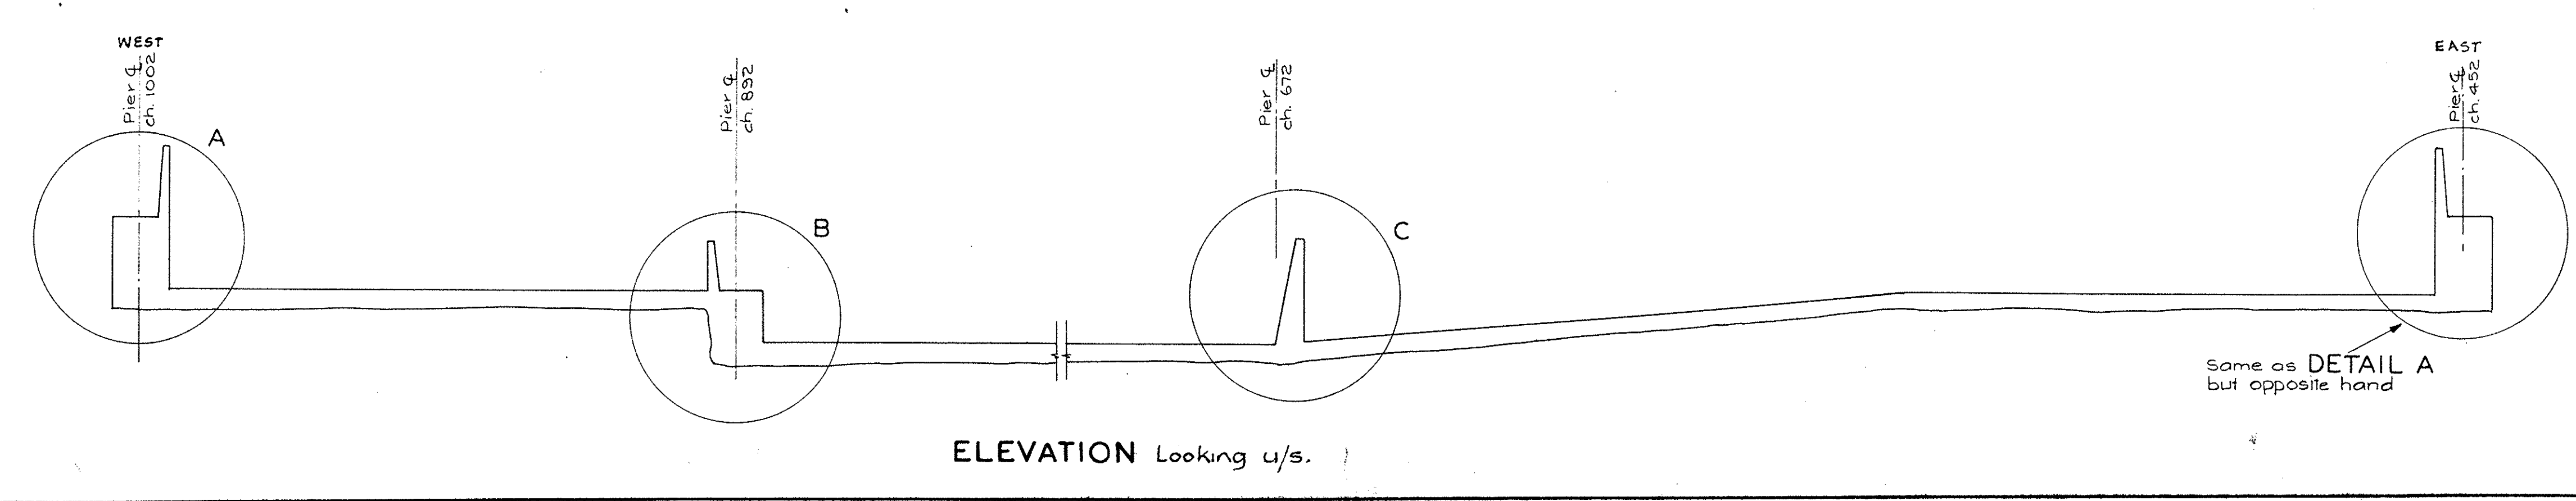 WEST
Pier ℄
ch. 1002
A
Pier ℄
ch. 892
B
Pier ℄
ch. 672
C
EAST
Pier ℄
ch. 452
Same as DETAIL A
but opposite hand
ELEVATION Looking u/s.